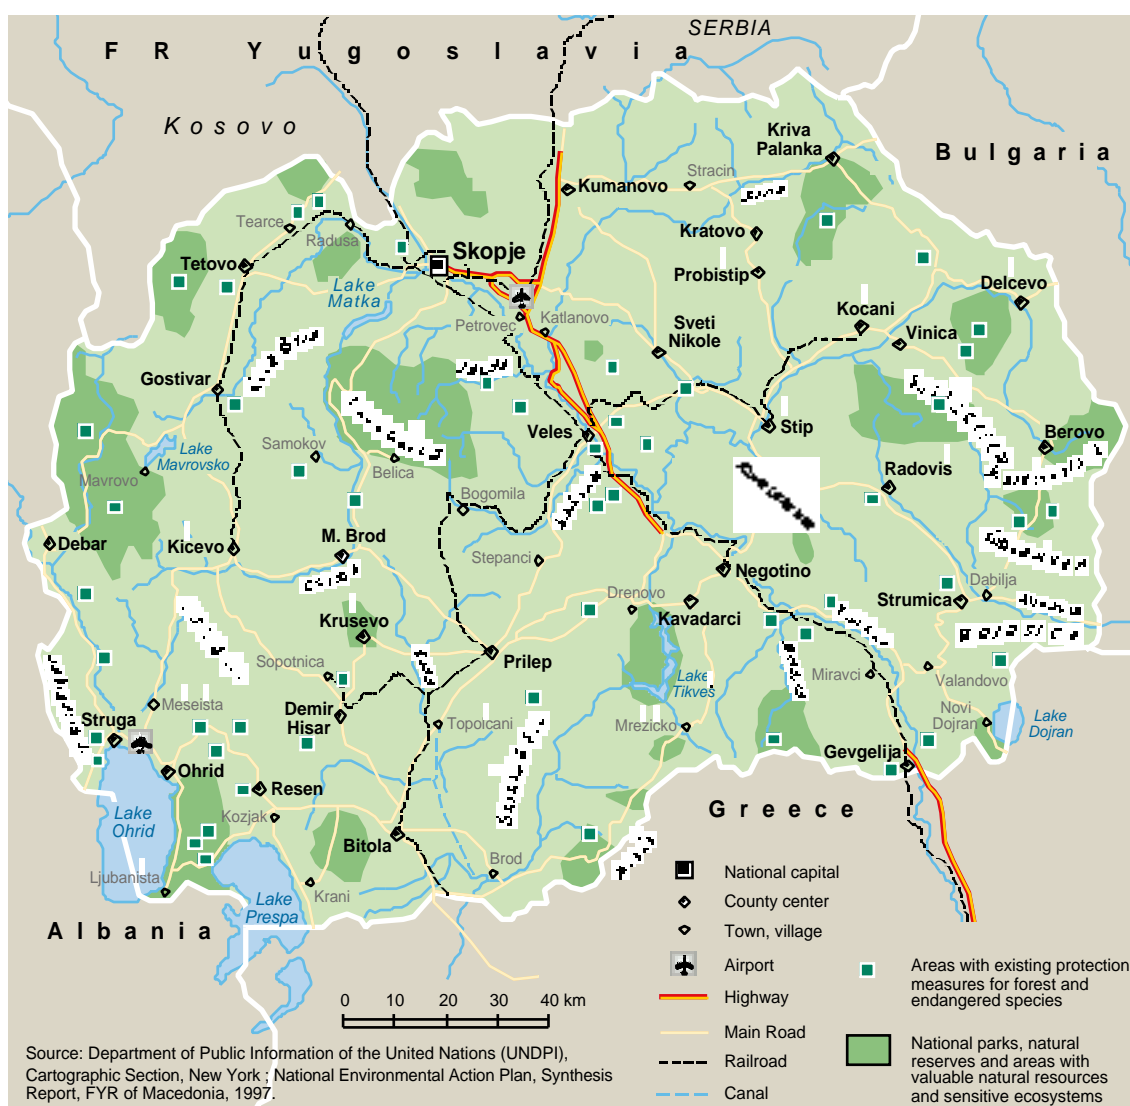 SERBIA
FR Yugoslavia
Kosovo
Bulgaria
Kriva
Palanka
Stracin
Kumanovo
Tearce
Radusa
Skopje
Kratovo
Tetovo
Probistip
Delcevo
Lake
Matka
Kocani
Petrovec
Katlanovo
Sveti
Nikole
Vinica
Gostivar
Veles
Stip
Berovo
Samokov
Lake
Mavrovsko
Belica
Mavrovo
Radovis
Bogomila
Debar
Kicevo
M. Brod
Stepanci
Negotino
Dabilja
Drenovo
Strumica
Kavadarci
Krusevo
Sopotnica
Prilep
Lake
Tikves
Miravci
Valandovo
Meseista
Struga
Demir
Hisar
Topolcani
Mrezicko
Novi
Dojran
Lake
Dojran
Ohrid
Gevgelija
Resen
Lake
Ohrid
Kozjak
Bitola
Greece
Brod
Ljubanista
Krani
Lake
Prespa
Albania
National capital
County center
Town, village
Airport
Highway
Main Road
Railroad
Canal
Areas with existing protection
measures for forest and
endangered species
National parks, natural
reserves and areas with
valuable natural resources
and sensitive ecosystems
0 10 20 30 40 km
Source: Department of Public Information of the United Nations (UNDPI),
Cartographic Section, New York ; National Environmental Action Plan, Synthesis
Report, FYR of Macedonia, 1997.